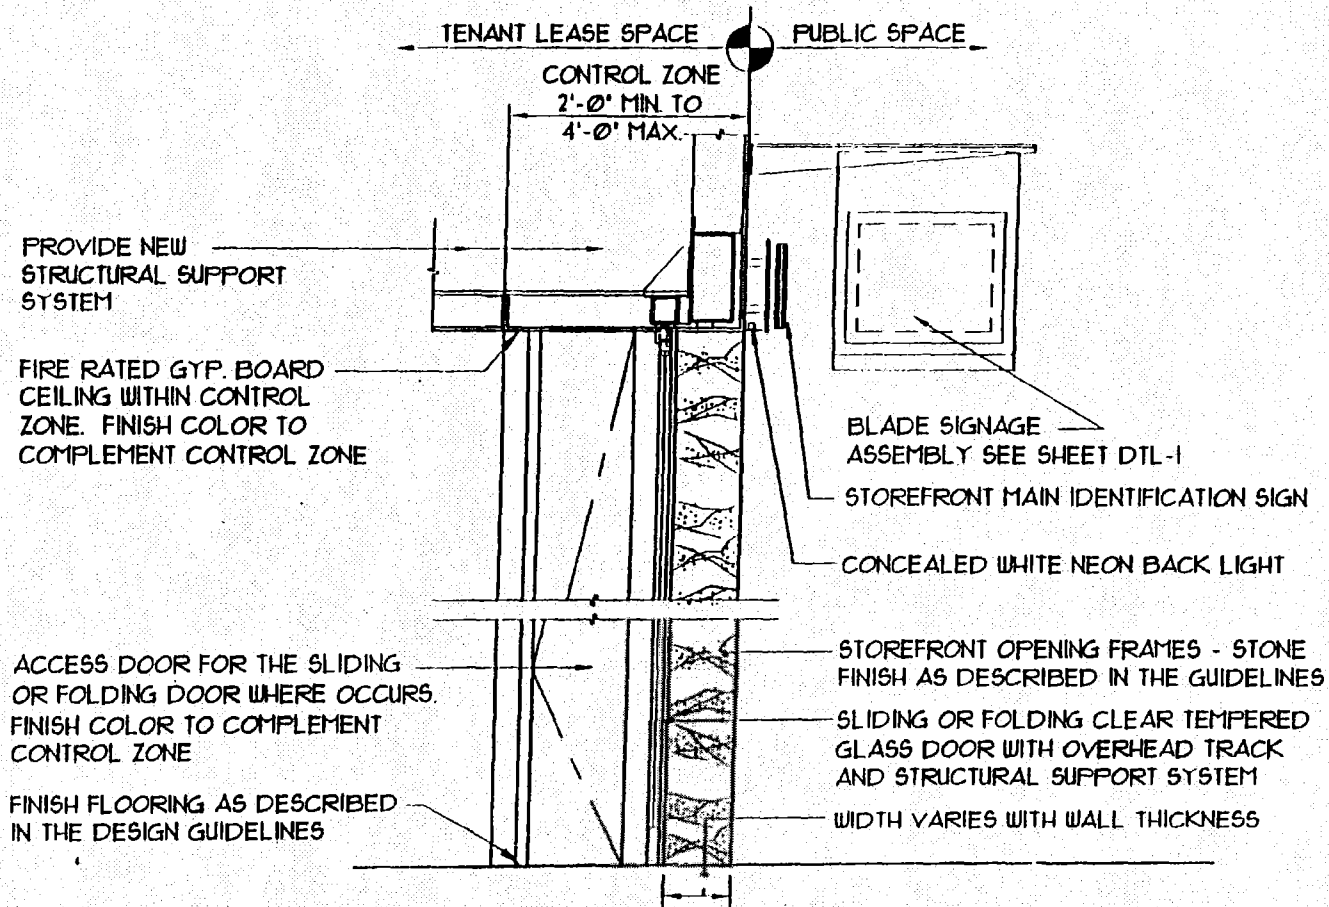 TENANT LEASE SPACE
PUBLIC SPACE
CONTROL ZONE
2'-0" MIN. TO
4'-0" MAX.
PROVIDE NEW
STRUCTURAL SUPPORT
SYSTEM
FIRE RATED GYP. BOARD
CEILING WITHIN CONTROL
ZONE. FINISH COLOR TO
COMPLEMENT CONTROL ZONE
BLADE SIGNAGE
ASSEMBLY SEE SHEET DTL-1
STOREFRONT MAIN IDENTIFICATION SIGN
CONCEALED WHITE NEON BACK LIGHT
ACCESS DOOR FOR THE SLIDING
OR FOLDING DOOR WHERE OCCURS.
FINISH COLOR TO COMPLEMENT
CONTROL ZONE
FINISH FLOORING AS DESCRIBED
IN THE DESIGN GUIDELINES
STOREFRONT OPENING FRAMES - STONE
FINISH AS DESCRIBED IN THE GUIDELINES
SLIDING OR FOLDING CLEAR TEMPERED
GLASS DOOR WITH OVERHEAD TRACK
AND STRUCTURAL SUPPORT SYSTEM
WIDTH VARIES WITH WALL THICKNESS